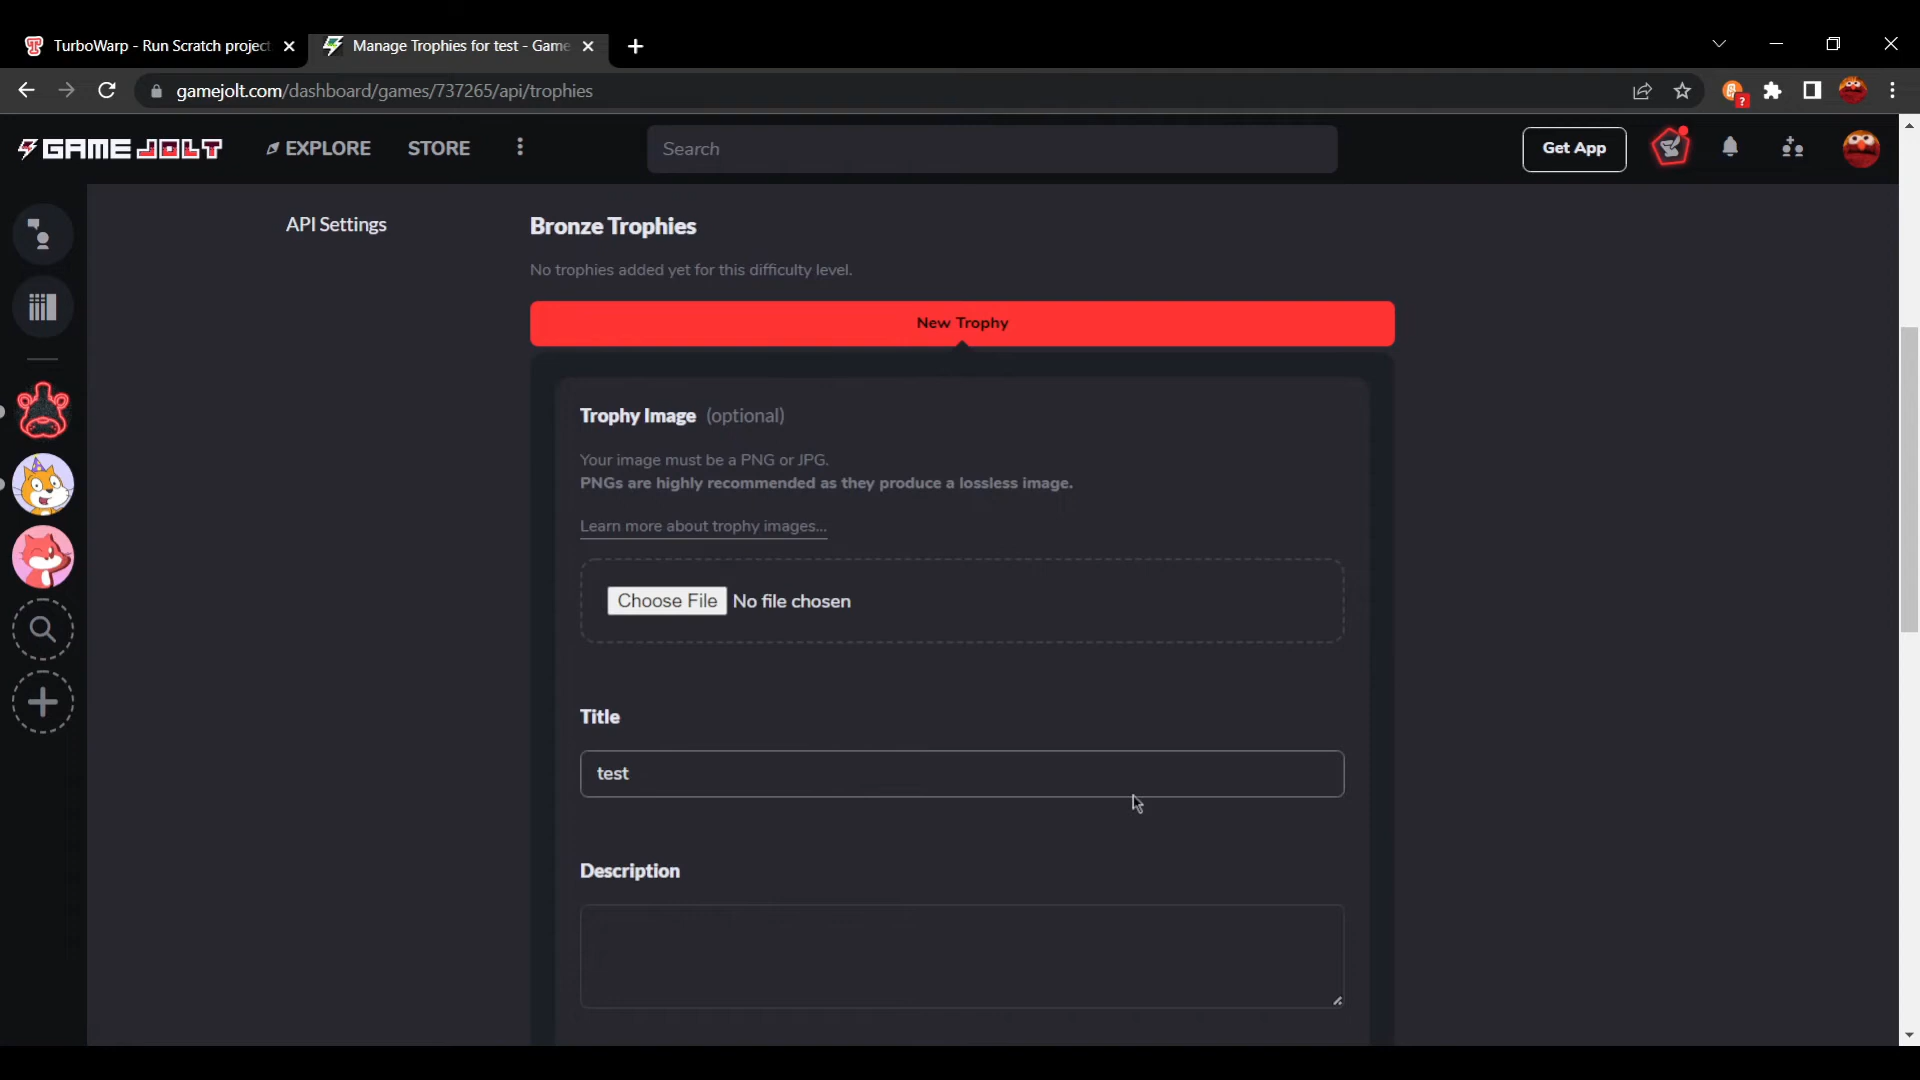 TurboWarp - Run Scratch project
Manage Trophies for test - Game
gamejolt.com/dashboard/games/737265/api/trophies
?
GAME JOLT
EXPLORE
STORE
Search
Get App
API Settings
Bronze Trophies
No trophies added yet for this difficulty level.
New Trophy
Trophy Image (optional)
Your image must be a PNG or JPG.
PNGs are highly recommended as they produce a lossless image.
Learn more about trophy images...
Choose File No file chosen
Title
test
Description